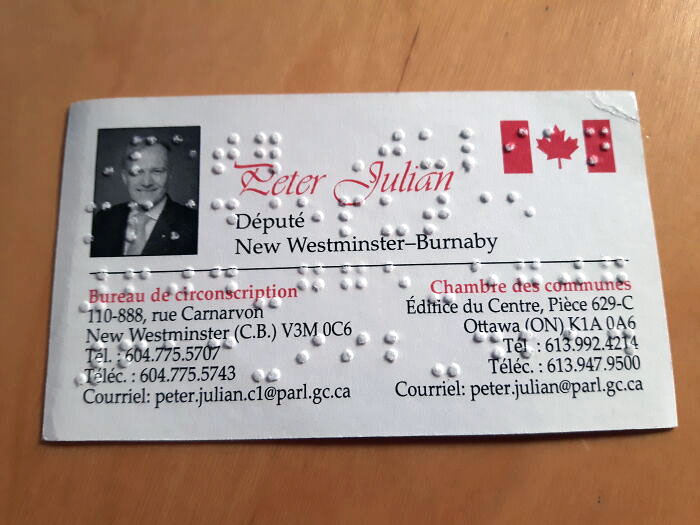 Peter Julian
Député
New Westminster–Burnaby
Bureau de circonscription
110-888, rue Carnarvon
New Westminster (C.B.) V3M 0C6
Tél. : 604.775.5707
Téléc. : 604.775.5743
Courriel: peter.julian.c1@parl.gc.ca
Chambre des communes
Édifice du Centre, Pièce 629-C
Ottawa (ON) K1A 0A6
Tél. : 613.992.4214
Téléc. : 613.947.9500
Courriel: peter.julian@parl.gc.ca